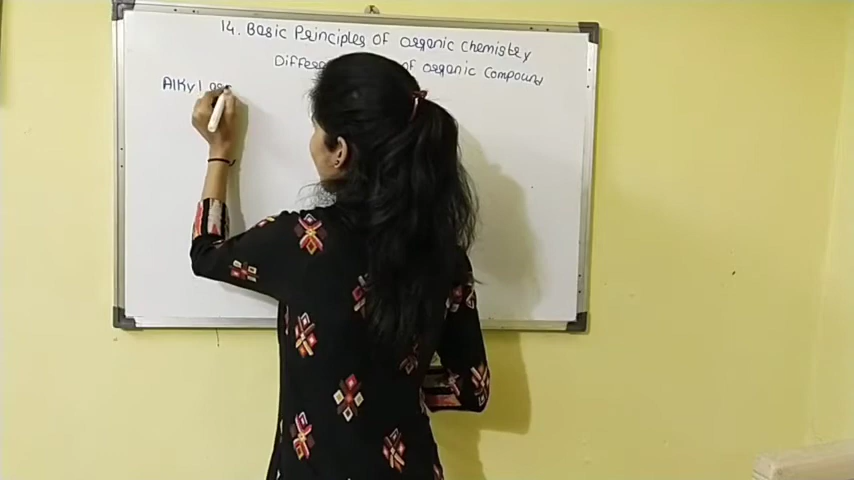 14. Basic Principles of organic chemistry
of organic compound
Alkyl